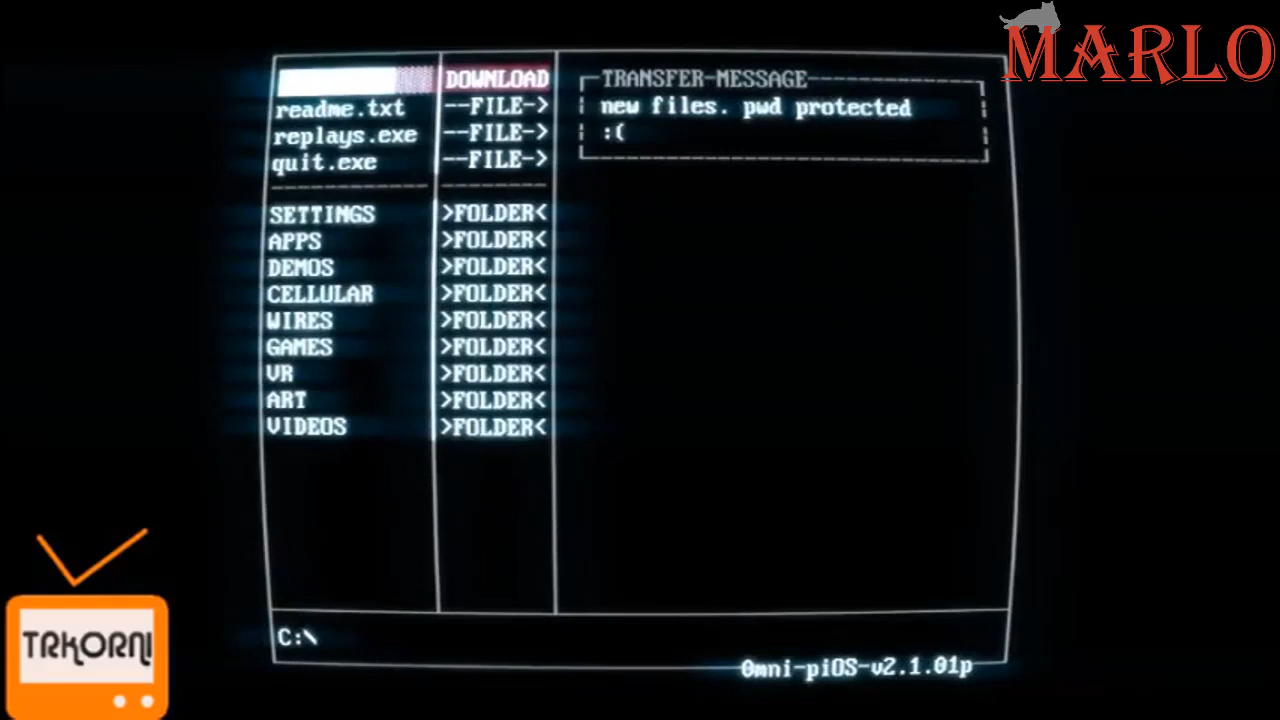 MARLO
DOWNLOAD
readme.txt --FILE->
replays.exe --FILE->
quit.exe --FILE->
SETTINGS >FOLDER<
APPS >FOLDER<
DEMOS >FOLDER<
CELLULAR >FOLDER<
WIRES >FOLDER<
GAMES >FOLDER<
VR >FOLDER<
ART >FOLDER<
VIDEOS >FOLDER<
TRANSFER-MESSAGE
new files. pwd protected
:(
C:\
Omni-piOS-v2.1.01p
TRKORNI